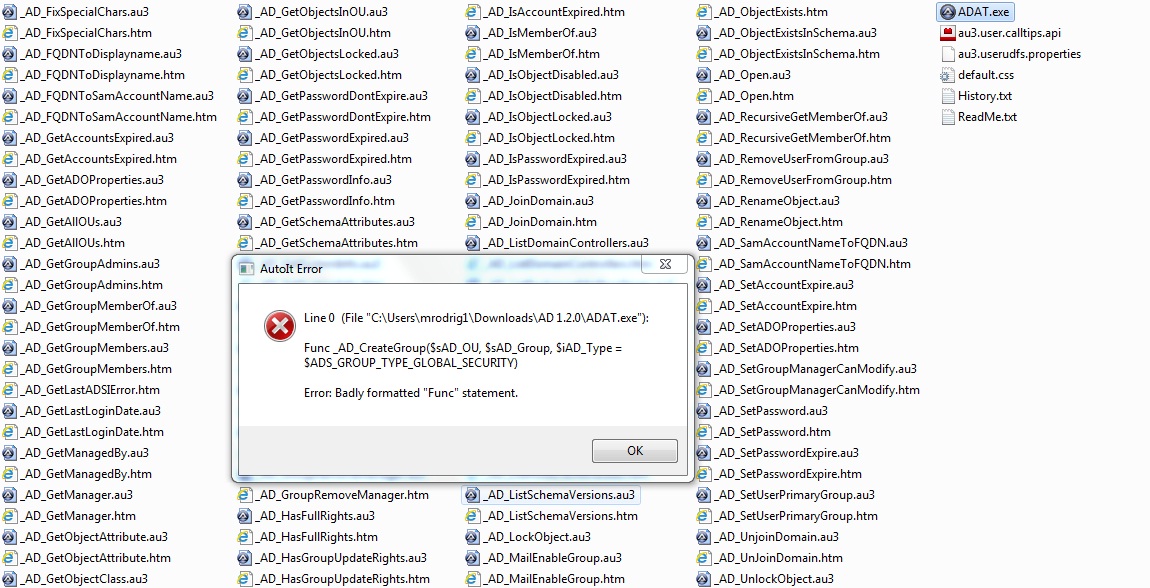 _AD_FixSpecialChars.au3
_AD_FixSpecialChars.htm
_AD_FQDNToDisplayname.au3
_AD_FQDNToDisplayname.htm
_AD_FQDNToSamAccountName.au3
_AD_FQDNToSamAccountName.htm
_AD_GetAccountsExpired.au3
_AD_GetAccountsExpired.htm
_AD_GetADOProperties.au3
_AD_GetADOProperties.htm
_AD_GetAllOUs.au3
_AD_GetAllOUs.htm
_AD_GetGroupAdmins.au3
_AD_GetGroupAdmins.htm
_AD_GetGroupMemberOf.au3
_AD_GetGroupMemberOf.htm
_AD_GetGroupMembers.au3
_AD_GetGroupMembers.htm
_AD_GetLastADSIError.htm
_AD_GetLastLoginDate.au3
_AD_GetLastLoginDate.htm
_AD_GetManagedBy.au3
_AD_GetManagedBy.htm
_AD_GetManager.au3
_AD_GetManager.htm
_AD_GetObjectAttribute.au3
_AD_GetObjectAttribute.htm
_AD_GetObjectClass.au3
_AD_GetObjectsInOU.au3
_AD_GetObjectsInOU.htm
_AD_GetObjectsLocked.au3
_AD_GetObjectsLocked.htm
_AD_GetPasswordDontExpire.au3
_AD_GetPasswordDontExpire.htm
_AD_GetPasswordExpired.au3
_AD_GetPasswordExpired.htm
_AD_GetPasswordInfo.au3
_AD_GetPasswordInfo.htm
_AD_GetSchemaAttributes.au3
_AD_GetSchemaAttributes.htm
_AD_GroupRemoveManager.htm
_AD_HasFullRights.au3
_AD_HasFullRights.htm
_AD_HasGroupUpdateRights.au3
_AD_HasGroupUpdateRights.htm
_AD_IsAccountExpired.htm
_AD_IsMemberOf.au3
_AD_IsMemberOf.htm
_AD_IsObjectDisabled.au3
_AD_IsObjectDisabled.htm
_AD_IsObjectLocked.au3
_AD_IsObjectLocked.htm
_AD_IsPasswordExpired.au3
_AD_IsPasswordExpired.htm
_AD_JoinDomain.au3
_AD_JoinDomain.htm
_AD_ListDomainControllers.au3
_AD_ListSchemaVersions.au3
_AD_ListSchemaVersions.htm
_AD_LockObject.au3
_AD_MailEnableGroup.au3
_AD_MailEnableGroup.htm
_AD_ObjectExists.htm
_AD_ObjectExistsInSchema.au3
_AD_ObjectExistsInSchema.htm
_AD_Open.au3
_AD_Open.htm
_AD_RecursiveGetMemberOf.au3
_AD_RecursiveGetMemberOf.htm
_AD_RemoveUserFromGroup.au3
_AD_RemoveUserFromGroup.htm
_AD_RenameObject.au3
_AD_RenameObject.htm
_AD_SamAccountNameToFQDN.au3
_AD_SamAccountNameToFQDN.htm
_AD_SetAccountExpire.au3
_AD_SetAccountExpire.htm
_AD_SetADOProperties.au3
_AD_SetADOProperties.htm
_AD_SetGroupManagerCanModify.au3
_AD_SetGroupManagerCanModify.htm
_AD_SetPassword.au3
_AD_SetPassword.htm
_AD_SetPasswordExpire.au3
_AD_SetPasswordExpire.htm
_AD_SetUserPrimaryGroup.au3
_AD_SetUserPrimaryGroup.htm
_AD_UnjoinDomain.au3
_AD_UnJoinDomain.htm
_AD_UnlockObject.au3
ADAT.exe
au3.user.calltips.api
au3.userudfs.properties
default.css
History.txt
ReadMe.txt
AutoIt Error
Line 0 (File "C:\Users\mrodrig1\Downloads\AD 1.2.0\ADAT.exe"):
Func _AD_CreateGroup($sAD_OU, $sAD_Group, $iAD_Type =
$ADS_GROUP_TYPE_GLOBAL_SECURITY)
Error: Badly formatted "Func" statement.
OK